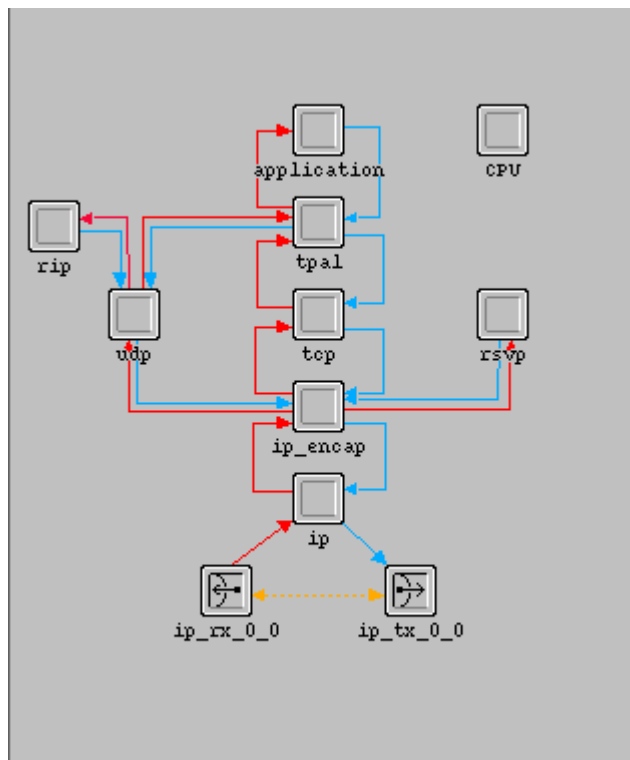 application
CPU
rip
tpal
udp
tcp
rsvp
ip_encap
ip
ip_rx_0_0
ip_tx_0_0